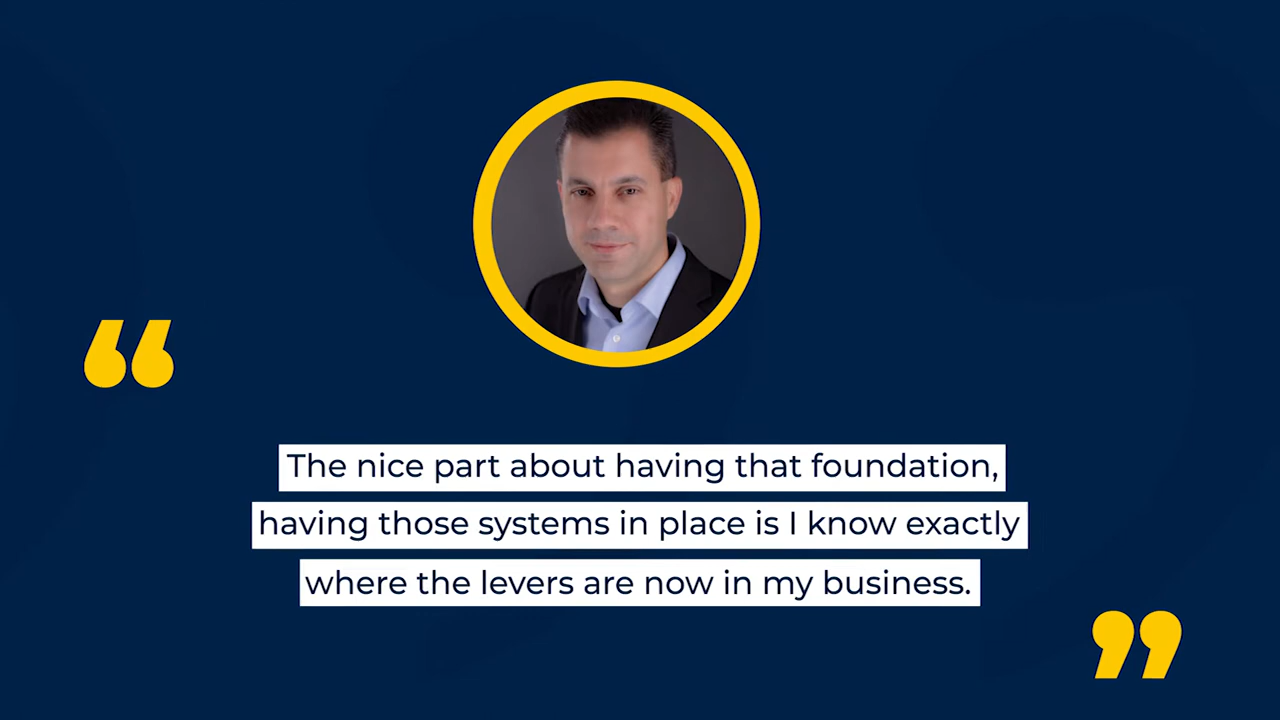 “
The nice part about having that foundation,
having those systems in place is I know exactly
where the levers are now in my business.
”